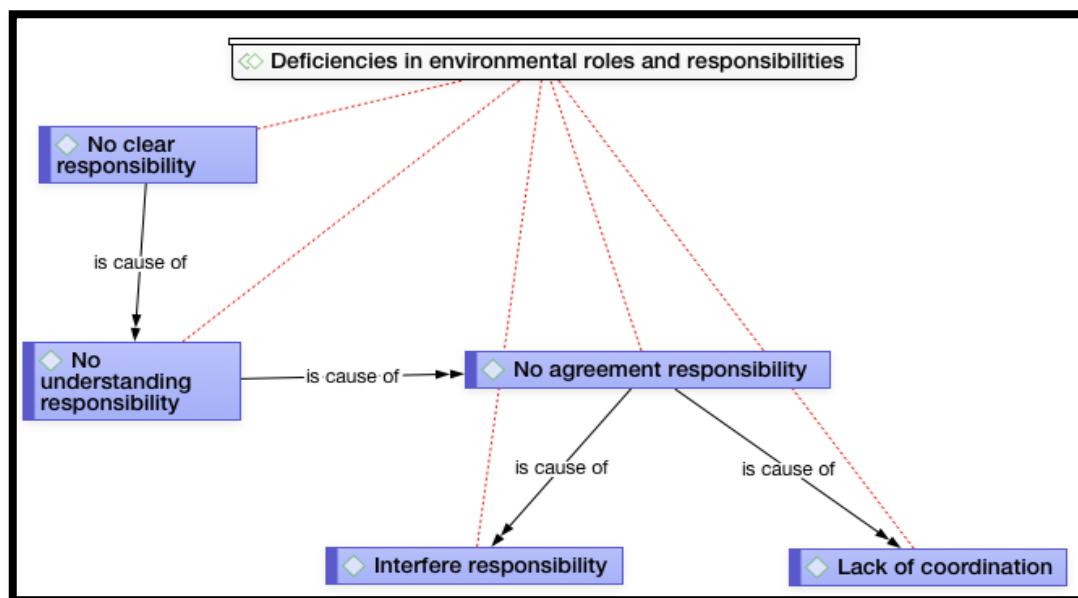 Deficiencies in environmental roles and responsibilities
No clear
responsibility
is cause of
No
understanding
responsibility
is cause of
No agreement responsibility
is cause of
is cause of
Interfere responsibility
Lack of coordination